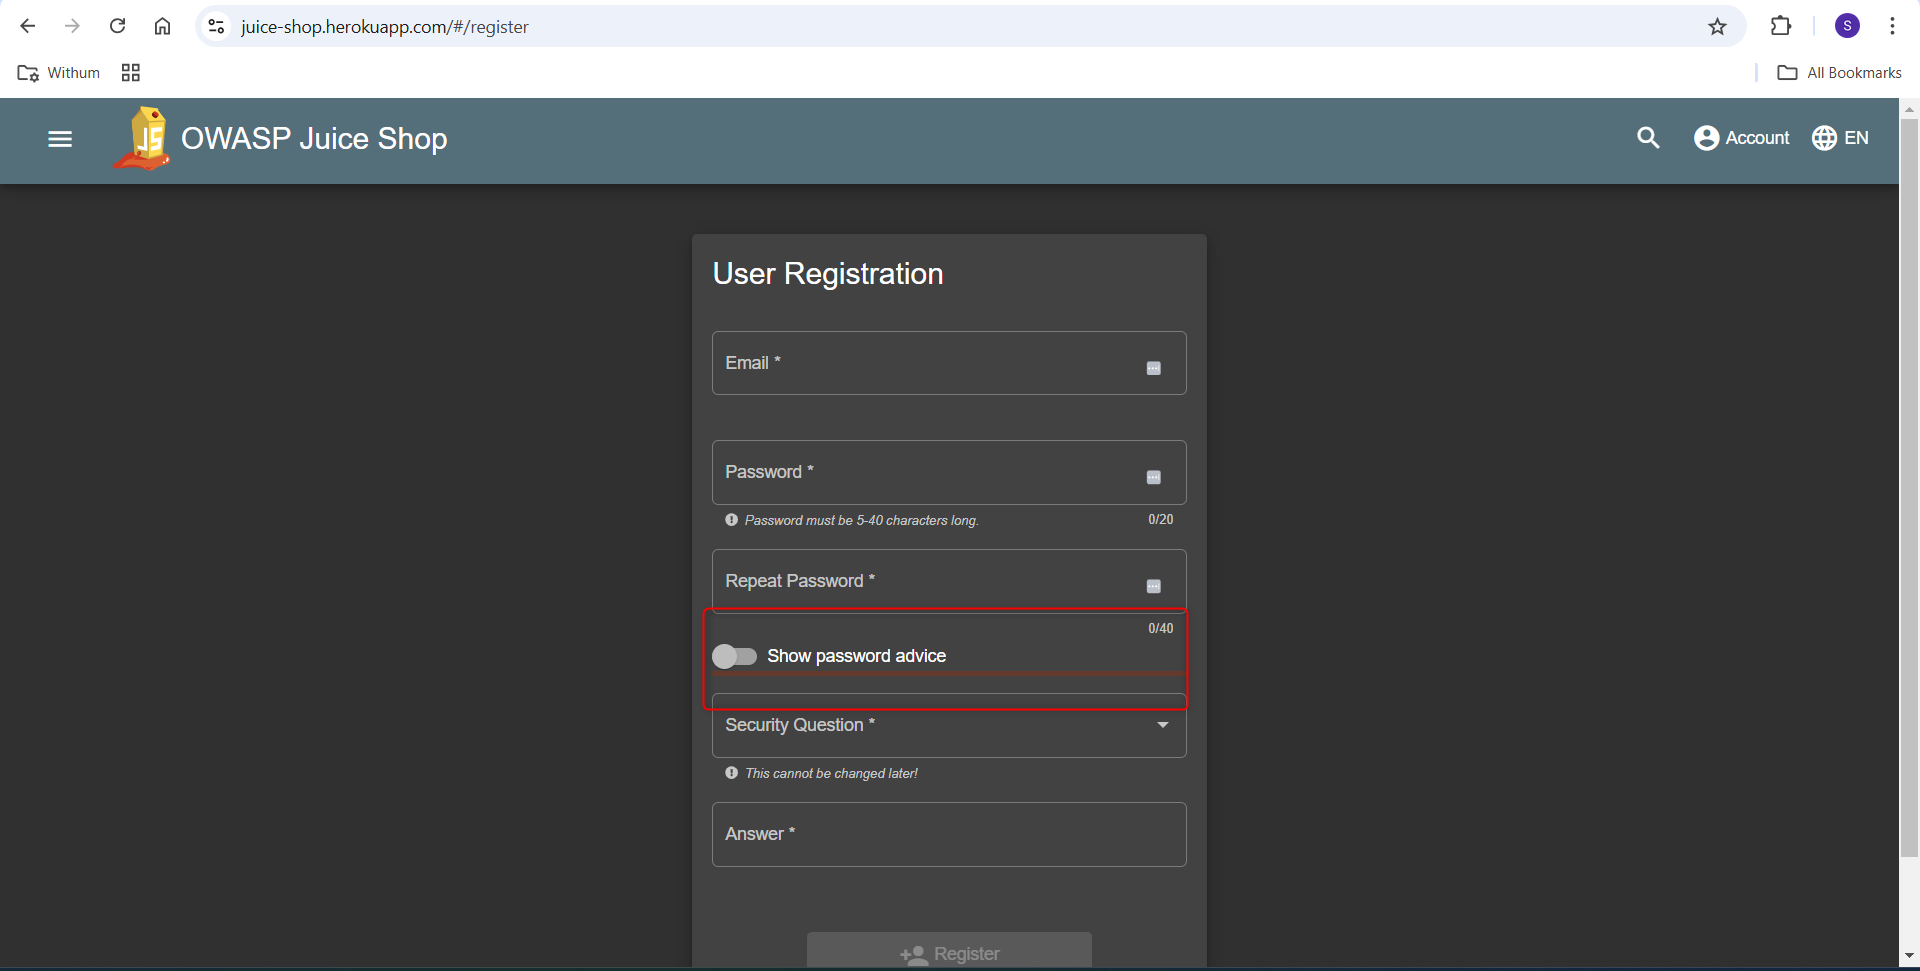 juice-shop.herokuapp.com/#/register
S
Withum
All Bookmarks
JS
OWASP Juice Shop
Account
EN
User Registration
Email *
Password *
Password must be 5-40 characters long.
0/20
Repeat Password *
0/40
Show password advice
Security Question *
This cannot be changed later!
Answer *
Register